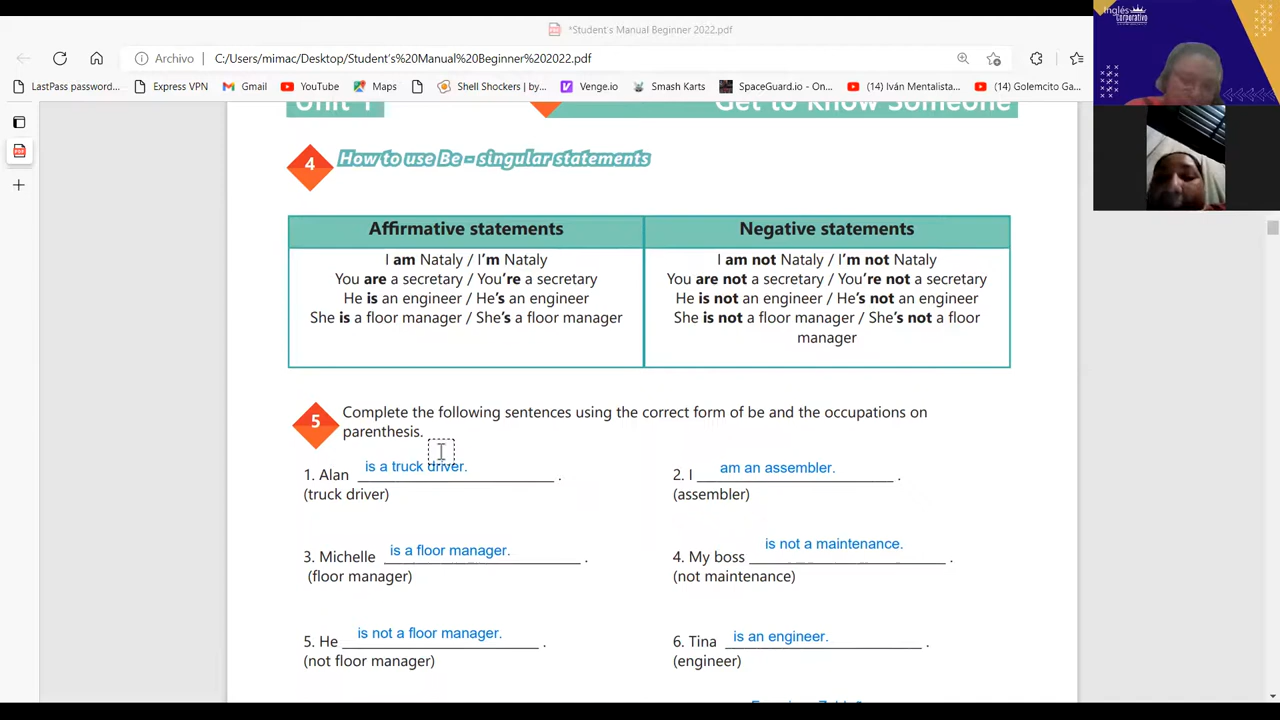 *Student's Manual Beginner 2022.pdf
Archivo
C:/Users/mimac/Desktop/Student's%20Manual%20Beginner%202022.pdf
LastPass password...
Express VPN
Gmail
YouTube
Maps
Shell Shockers | by...
Venge.io
Smash Karts
SpaceGuard.io - On...
(14) Iván Mentalista...
(14) Golemcito Ga...
Inglés
Corporativo
Unit 1
Get to Know Someone
4
How to use Be - singular statements
Affirmative statements
I am Nataly / I'm Nataly
You are a secretary / You're a secretary
He is an engineer / He's an engineer
She is a floor manager / She's a floor manager
Negative statements
I am not Nataly / I'm not Nataly
You are not a secretary / You're not a secretary
He is not an engineer / He's not an engineer
She is not a floor manager / She's not a floor
manager
5
Complete the following sentences using the correct form of be and the occupations on
parenthesis.
1. Alan is a truck driver. .
(truck driver)
2. I am an assembler. .
(assembler)
3. Michelle is a floor manager. .
(floor manager)
4. My boss is not a maintenance. .
(not maintenance)
5. He is not a floor manager. .
(not floor manager)
6. Tina is an engineer. .
(engineer)